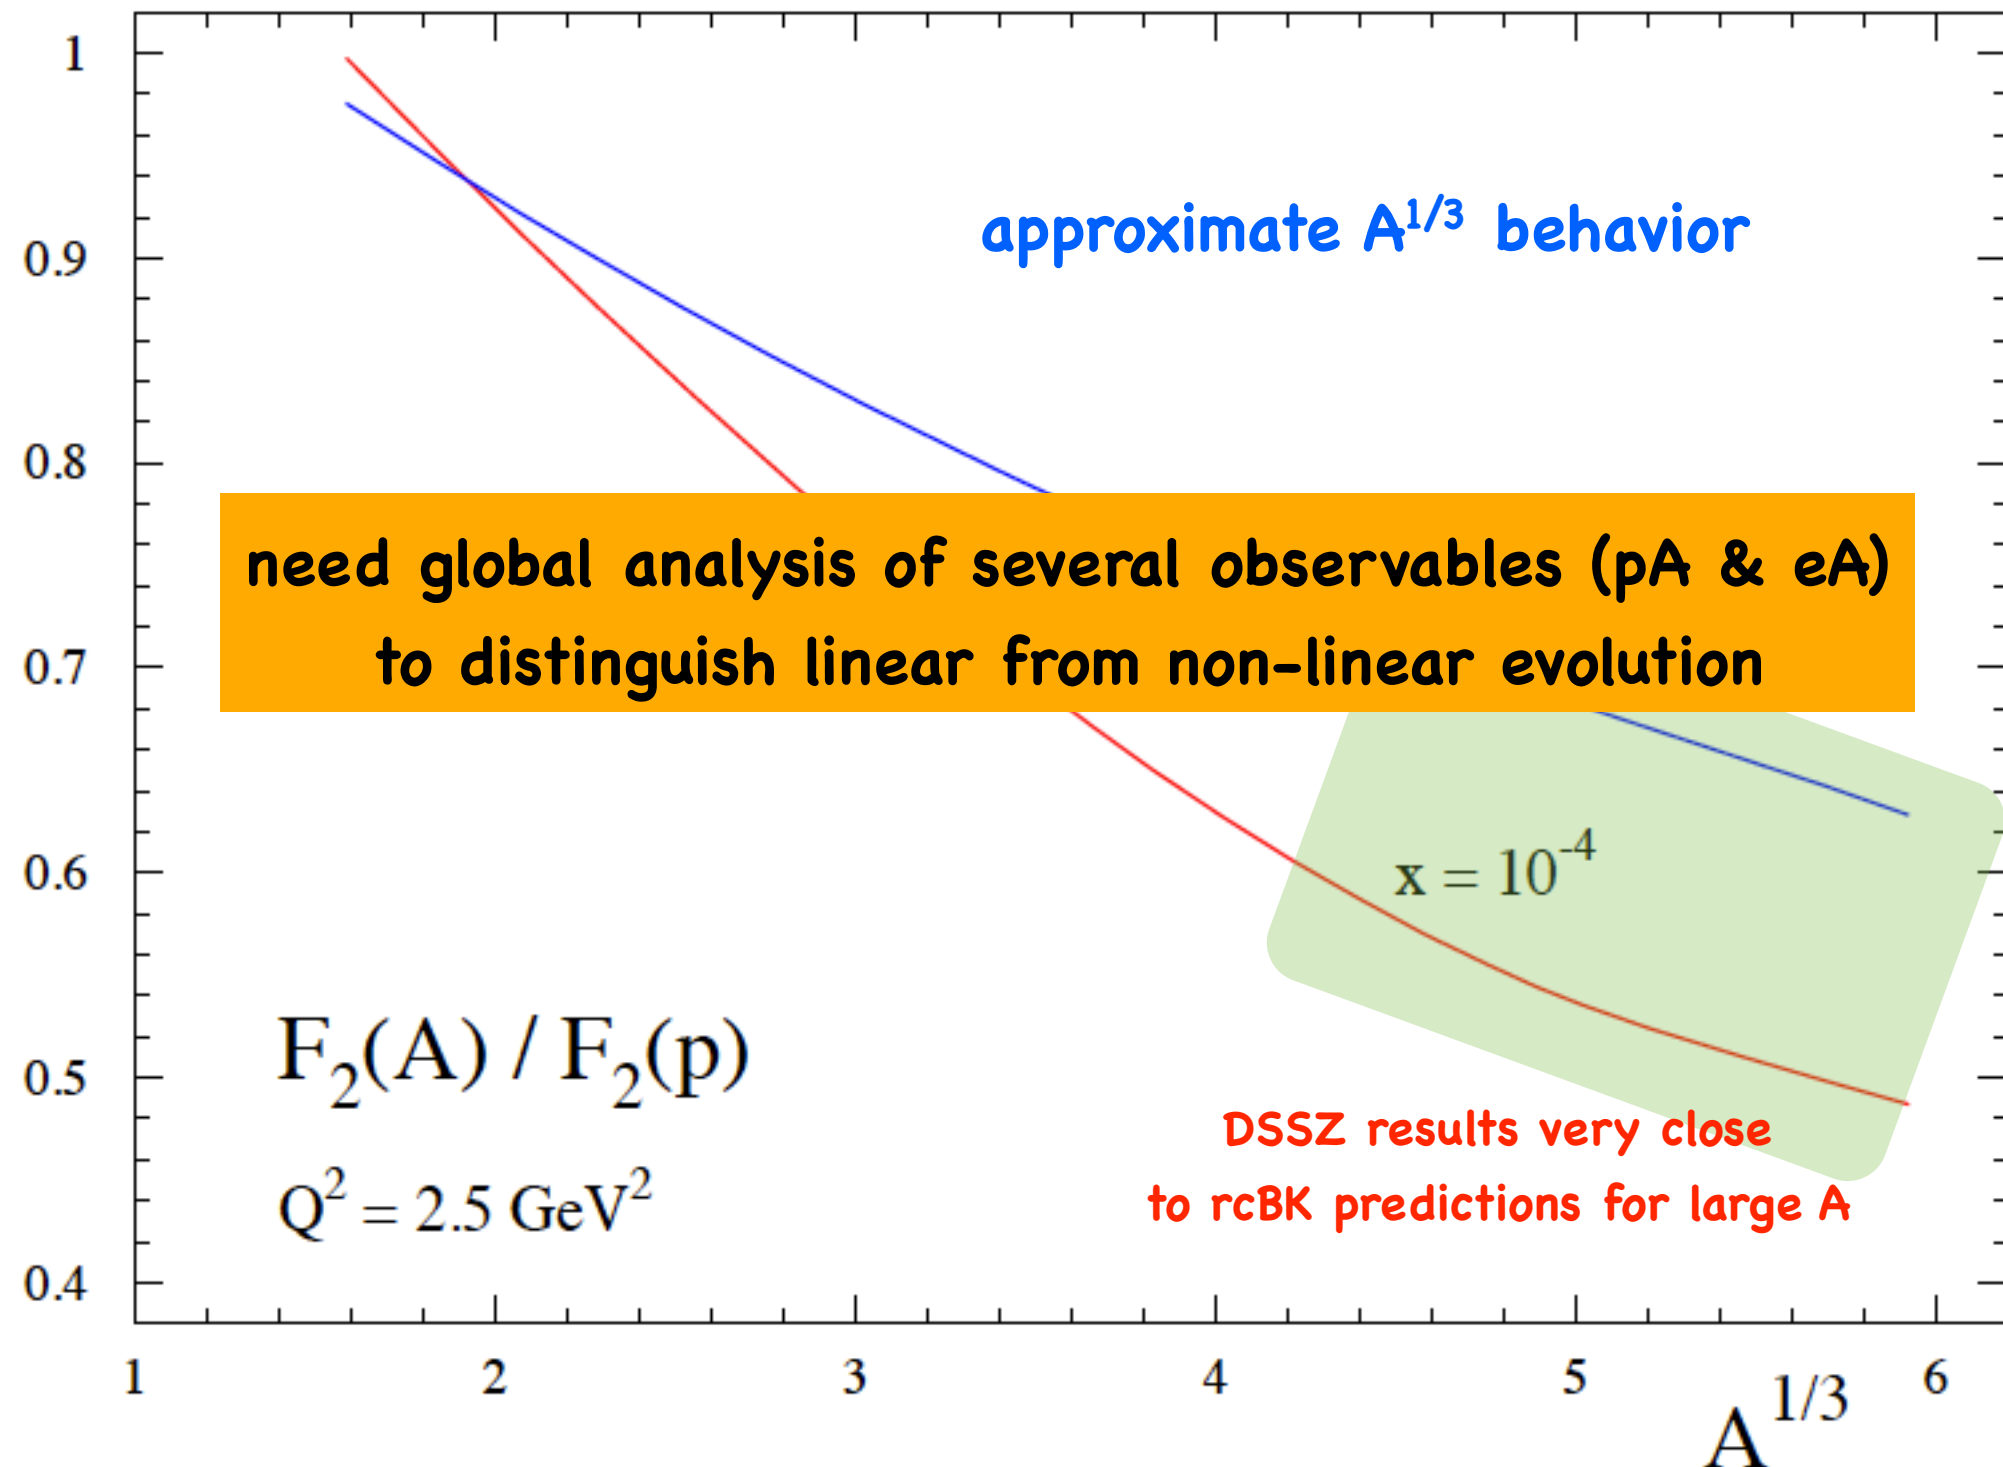 1
approximate A^1/3 behavior
0.9
0.8
need global analysis of several observables (pA & eA)
to distinguish linear from non-linear evolution
0.7
0.6
x = 10^-4
F₂(A) / F₂(p)
0.5
DSSZ results very close
to rcBK predictions for large A
Q² = 2.5 GeV²
0.4
1 2 3 4 5 6
A^1/3